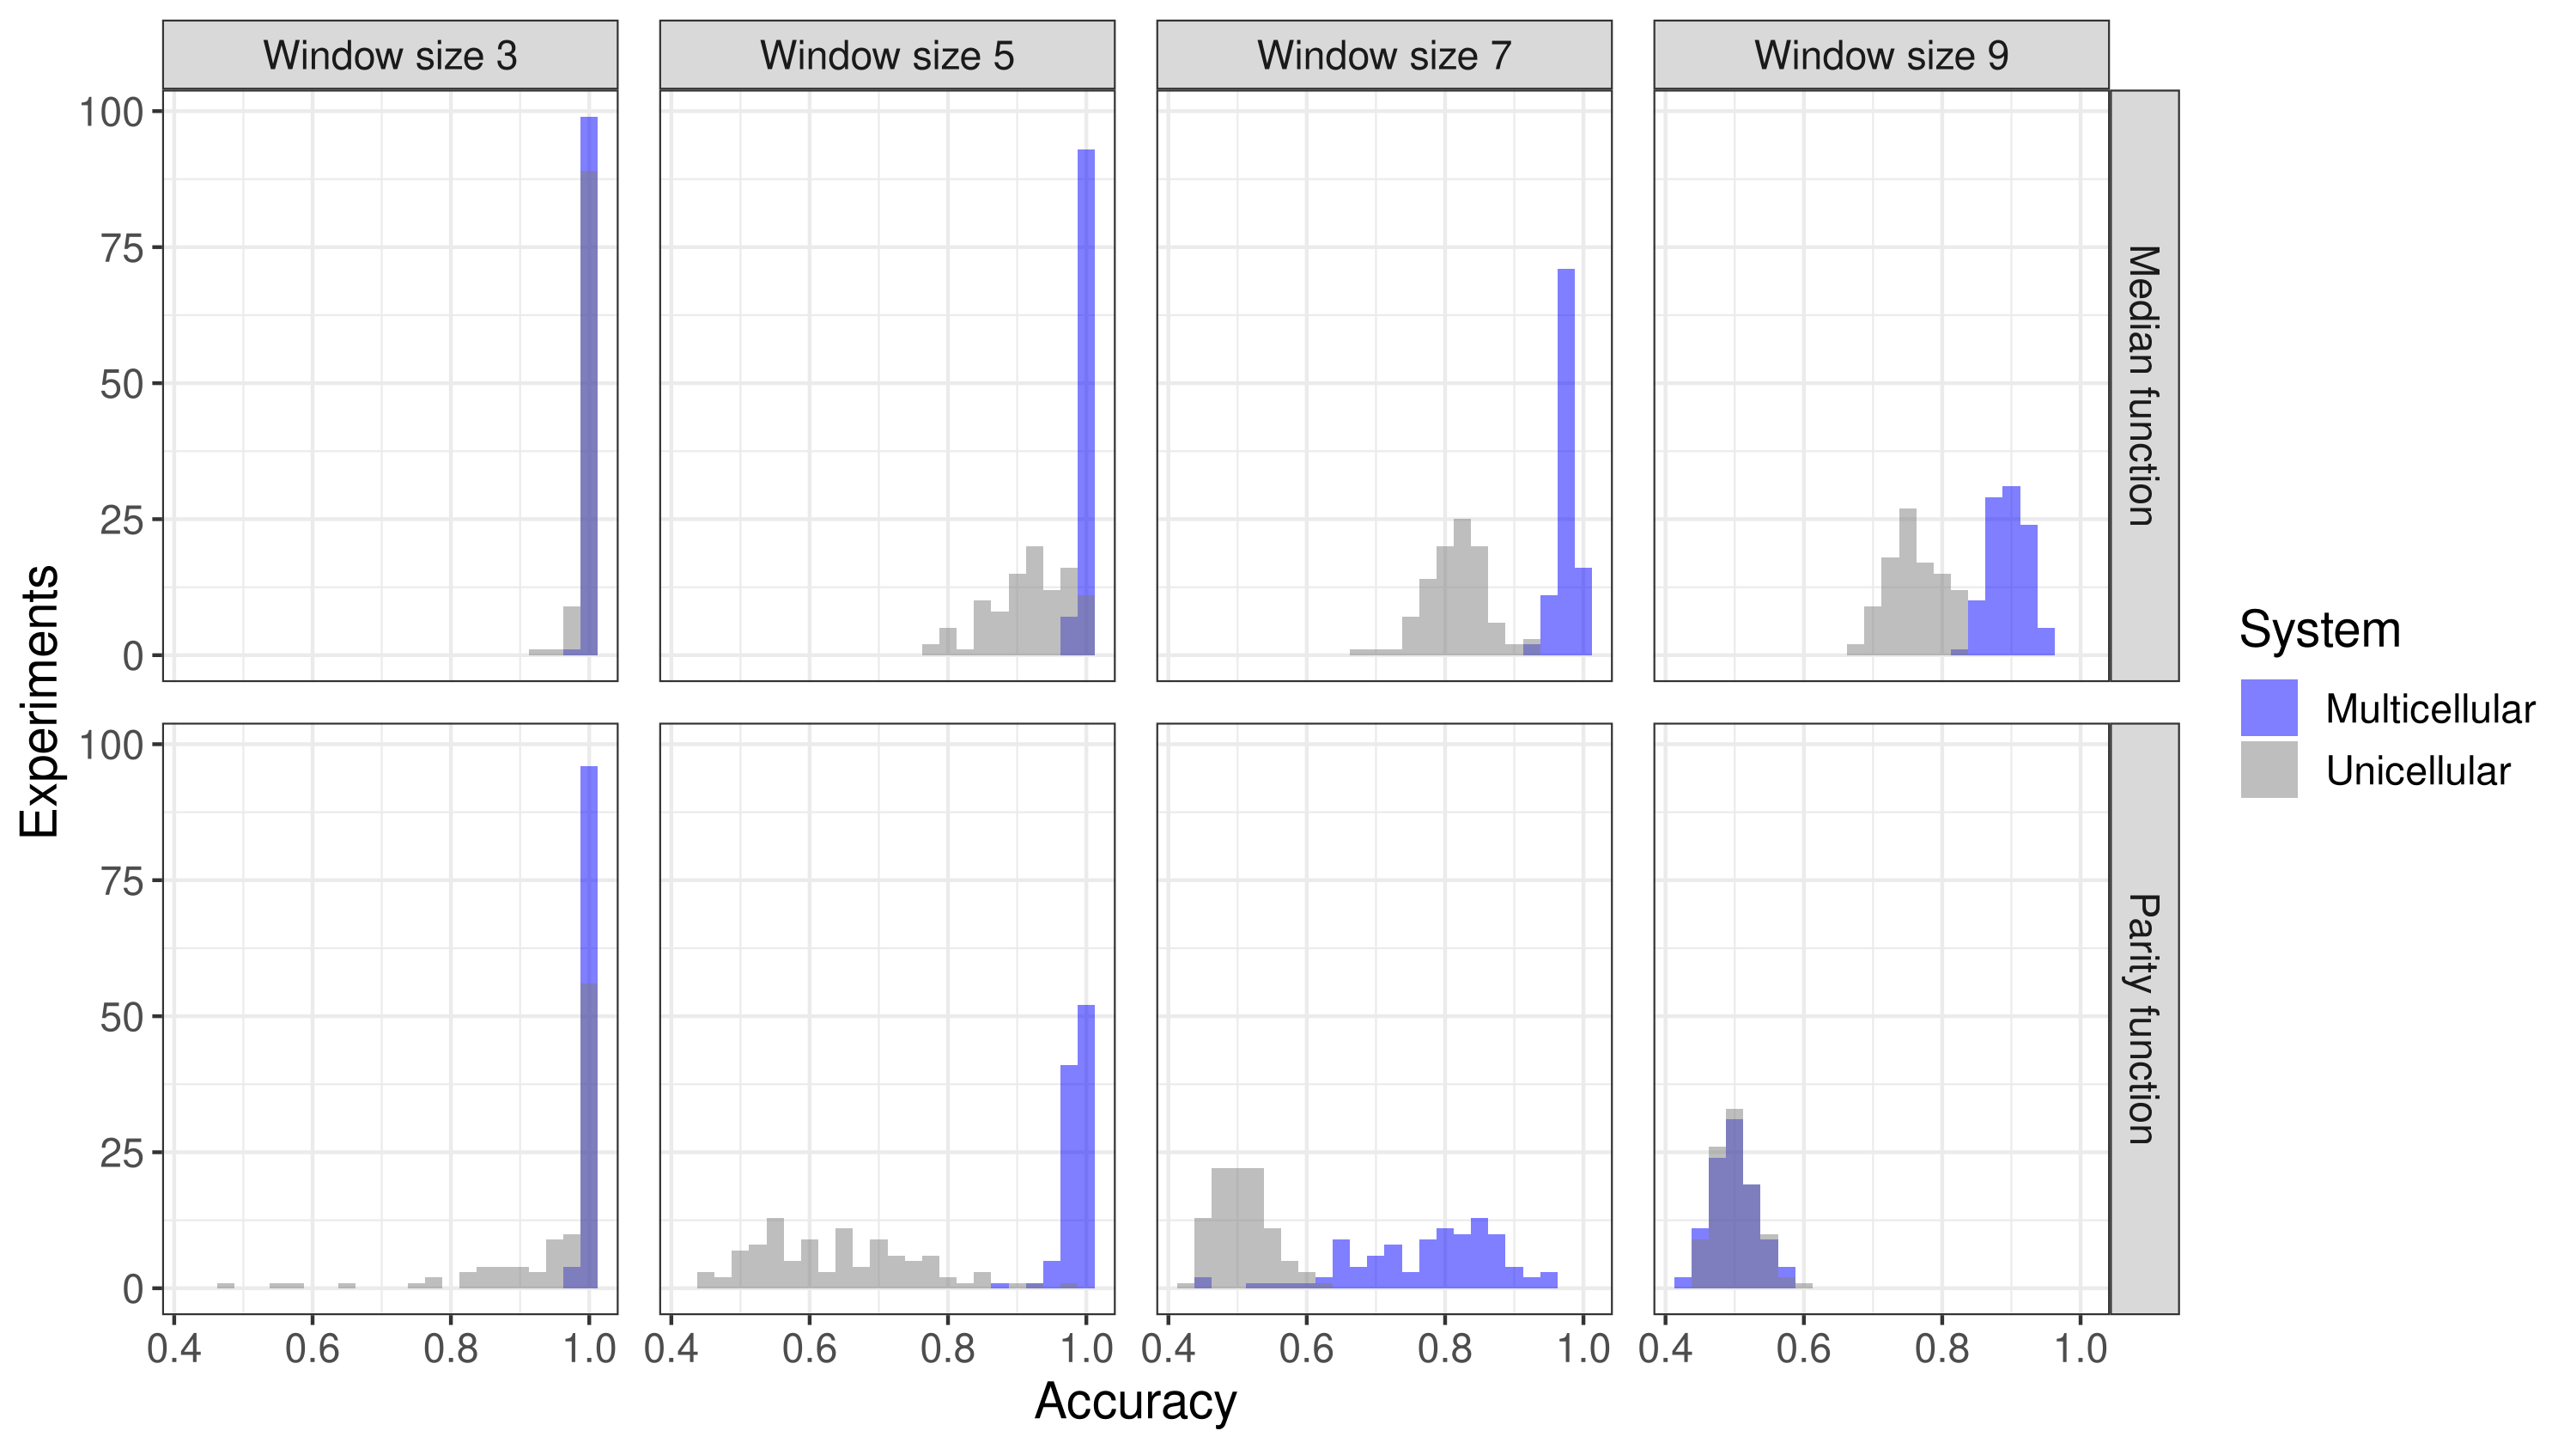 Window size 3
Window size 5
Window size 7
Window size 9
100
75
50
25
0
Median function
100
75
50
25
0
Parity function
Experiments
0.4 0.6 0.8 1.0
0.4 0.6 0.8 1.0
0.4 0.6 0.8 1.0
0.4 0.6 0.8 1.0
Accuracy
System
Multicellular
Unicellular